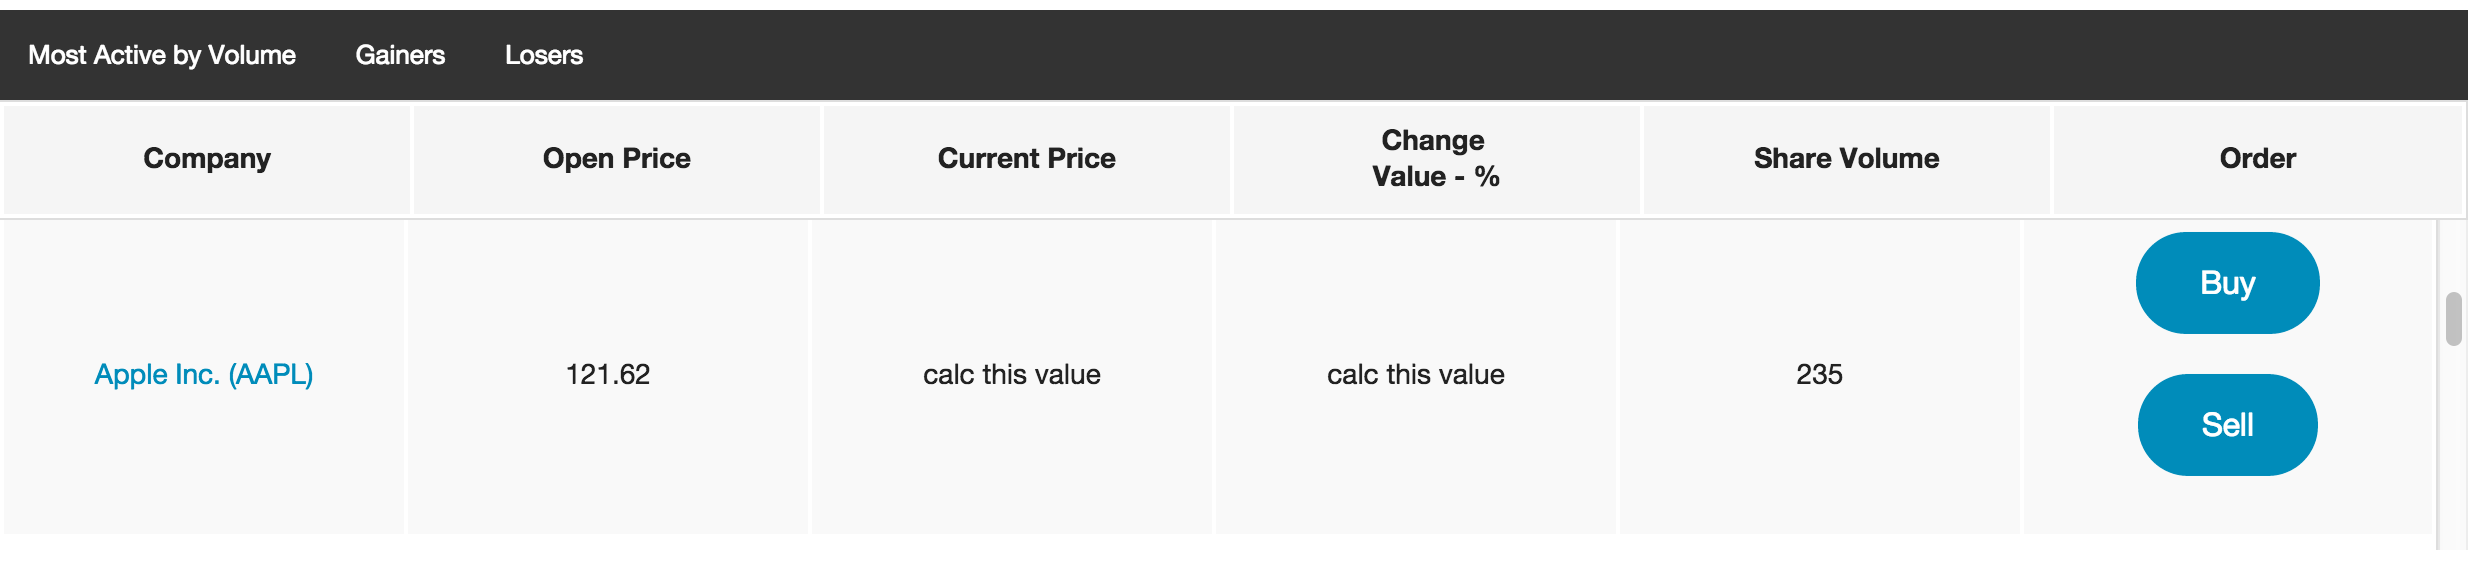 Most Active by Volume Gainers Losers
Company Open Price Current Price Change Value - % Share Volume Order
Apple Inc. (AAPL) 121.62 calc this value calc this value 235 Buy
Sell